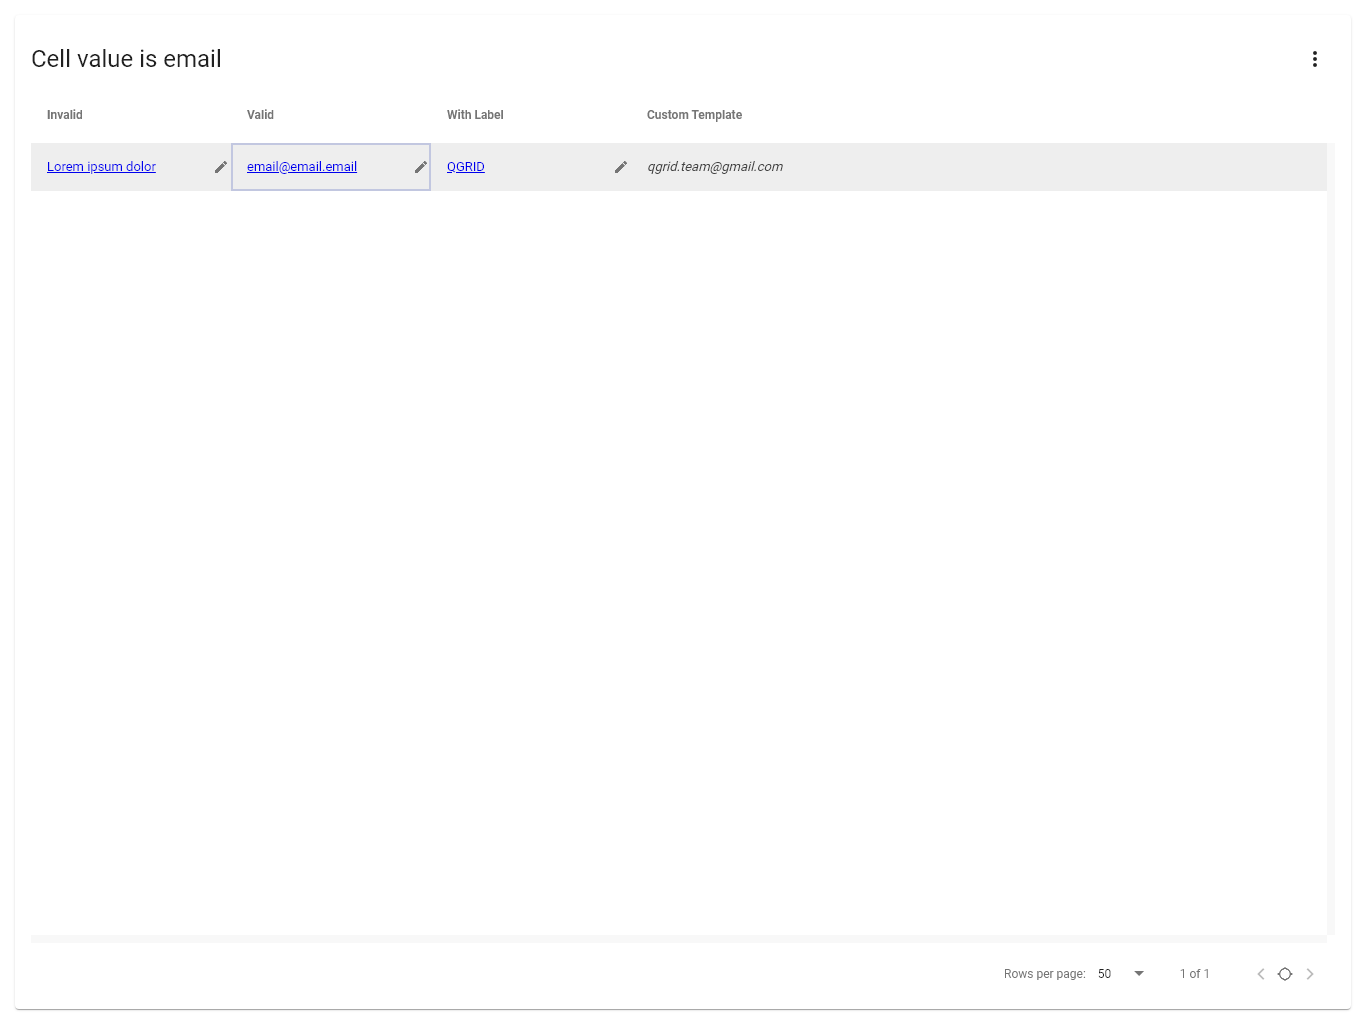 Cell value is email
Invalid Valid With Label Custom Template
Lorem ipsum dolor email@email.email QGRID qgrid.team@gmail.com
Rows per page: 50 1 of 1